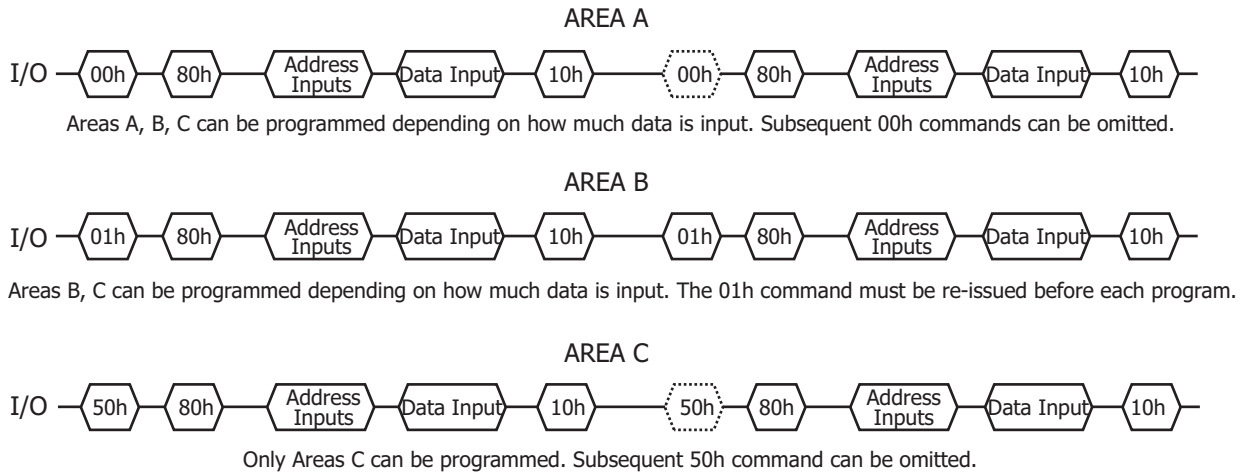 AREA A
I/O 00h 80h Address Inputs Data Input 10h 00h 80h Address Inputs Data Input 10h
Areas A, B, C can be programmed depending on how much data is input. Subsequent 00h commands can be omitted.
AREA B
I/O 01h 80h Address Inputs Data Input 10h 01h 80h Address Inputs Data Input 10h
Areas B, C can be programmed depending on how much data is input. The 01h command must be re-issued before each program.
AREA C
I/O 50h 80h Address Inputs Data Input 10h 50h 80h Address Inputs Data Input 10h
Only Areas C can be programmed. Subsequent 50h command can be omitted.